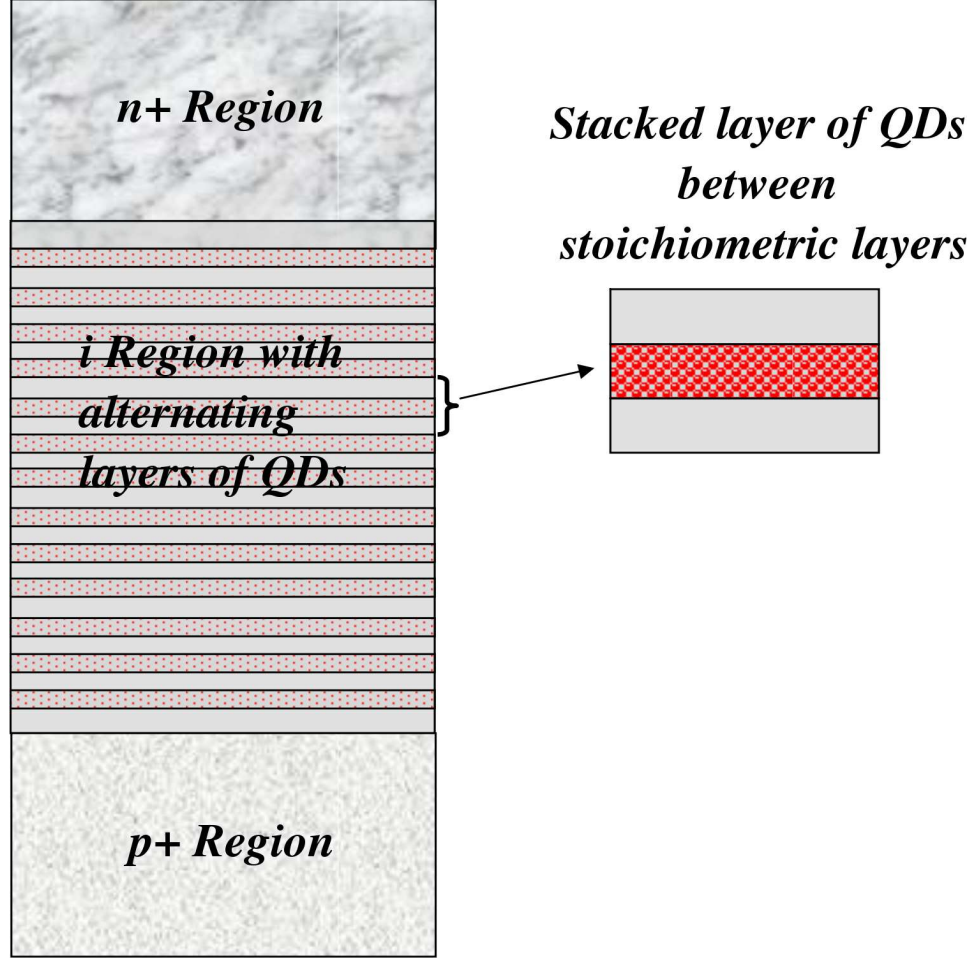 n+ Region
Stacked layer of QDs
between
stoichiometric layers
i Region with
alternating
layers of QDs
p+ Region